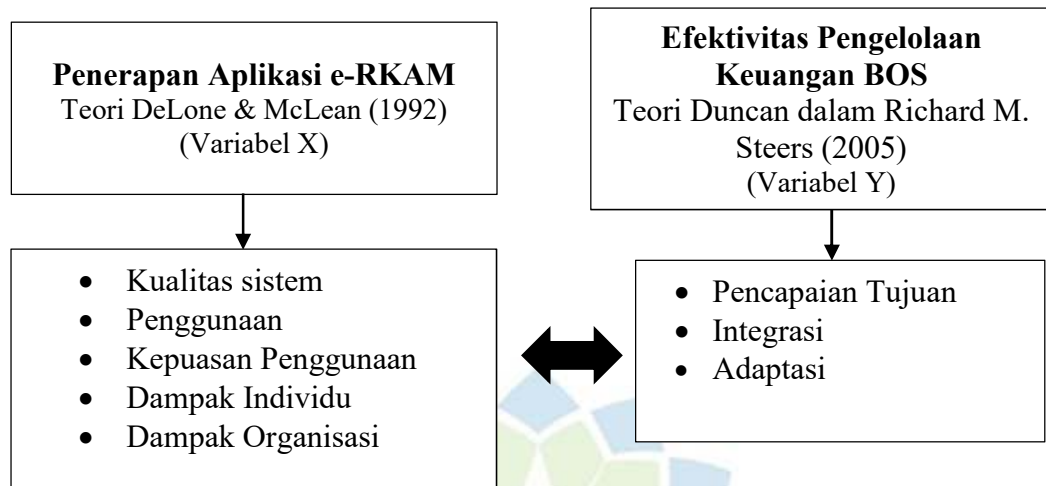 Penerapan Aplikasi e-RKAM
Teori DeLone & McLean (1992)
(Variabel X)
Efektivitas Pengelolaan
Keuangan BOS
Teori Duncan dalam Richard M.
Steers (2005)
(Variabel Y)
• Kualitas sistem
• Penggunaan
• Kepuasan Penggunaan
• Dampak Individu
• Dampak Organisasi
• Pencapaian Tujuan
• Integrasi
• Adaptasi